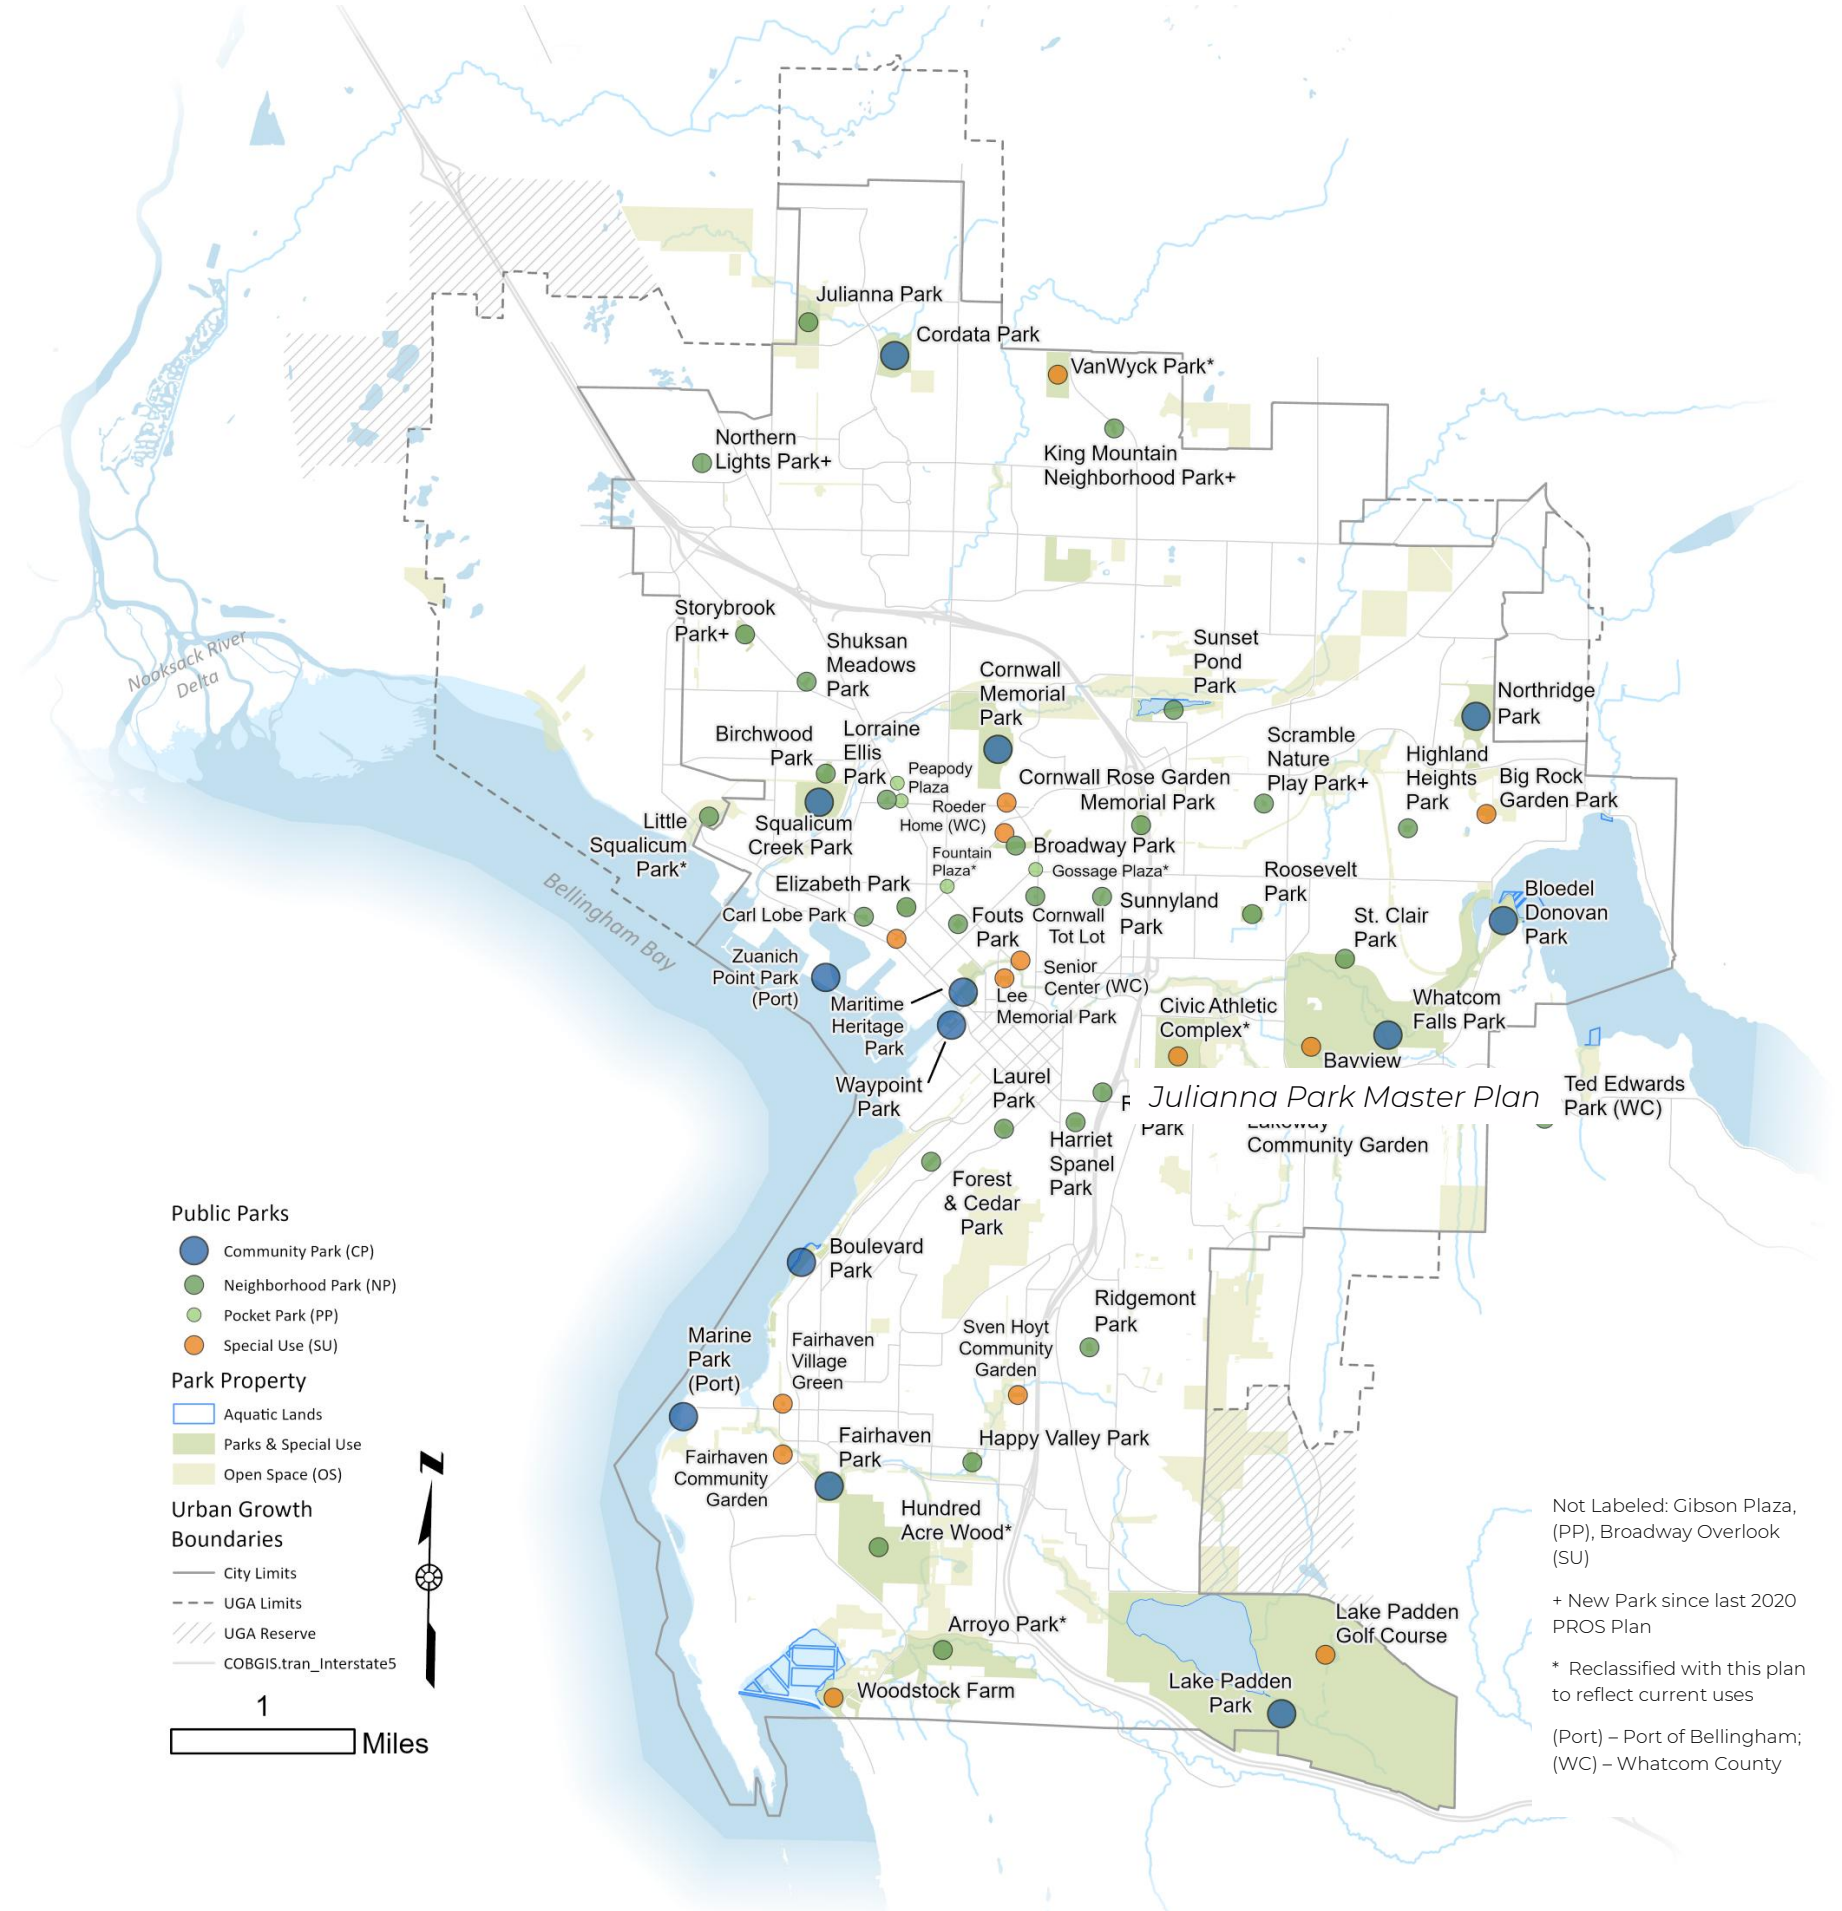 Julianna Park
Cordata Park
VanWyck Park*
Northern
Lights Park+
King Mountain
Neighborhood Park+
Storybrook
Park+
Shuksan
Meadows
Park
Sunset
Pond
Park
Cornwall
Memorial
Park
Northridge
Park
Nooksack River
Delta
Birchwood
Park
Lorraine
Ellis
Park
Peapody
Plaza
Scramble
Nature
Play Park+
Highland
Heights
Park
Big Rock
Garden Park
Cornwall Rose Garden
Memorial Park
Roeder
Home (WC)
Little
Squalicum
Park*
Squalicum
Creek Park
Broadway Park
Fountain
Plaza*
Gossage Plaza*
Elizabeth Park
Carl Lobe Park
Roosevelt
Park
Bloedel
Donovan
Park
Bellingham Bay
Fouts
Park
Cornwall
Tot Lot
Sunnyland
Park
St. Clair
Park
Zuanich
Point Park
(Port)
Senior
Center (WC)
Maritime
Heritage
Park
Lee
Memorial Park
Civic Athletic
Complex*
Whatcom
Falls Park
Bayview
Waypoint
Park
Laurel
Park
Julianna Park Master Plan
Park
Ted Edwards
Park (WC)
Lakeway
Community Garden
Harriet
Spanel
Park
Forest
& Cedar
Park
Boulevard
Park
Ridgemont
Park
Sven Hoyt
Community
Garden
Marine
Park
(Port)
Fairhaven
Village
Green
Fairhaven
Park
Happy Valley Park
Fairhaven
Community
Garden
Hundred
Acre Wood*
Arroyo Park*
Woodstock Farm
Lake Padden
Golf Course
Lake Padden
Park
Public Parks
Community Park (CP)
Neighborhood Park (NP)
Pocket Park (PP)
Special Use (SU)
Park Property
Aquatic Lands
Parks & Special Use
Open Space (OS)
Urban Growth
Boundaries
City Limits
UGA Limits
UGA Reserve
COBGIS.tran_Interstate5
1
Miles
N
Not Labeled: Gibson Plaza,
(PP), Broadway Overlook
(SU)
+ New Park since last 2020
PROS Plan
* Reclassified with this plan
to reflect current uses
(Port) – Port of Bellingham;
(WC) – Whatcom County